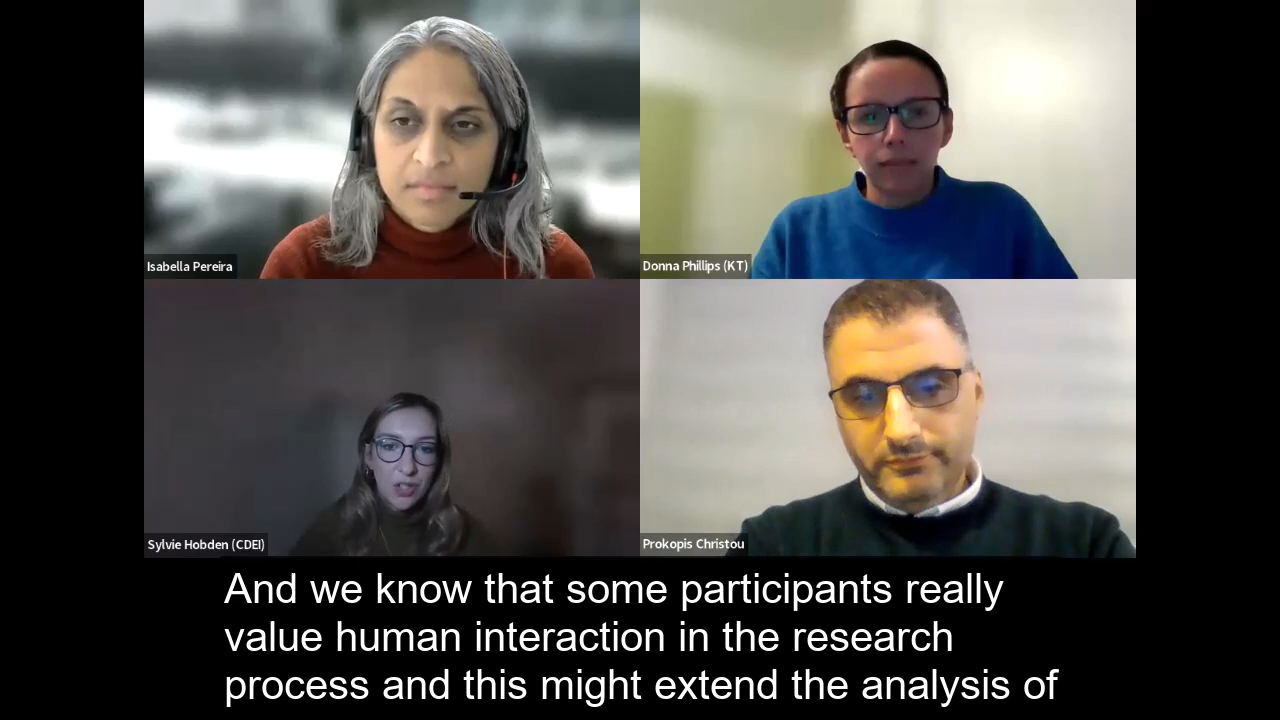 Isabella Pereira
Donna Phillips (KT)
Sylvie Hobden (CDEI)
Prokopis Christou
And we know that some participants really
value human interaction in the research
process and this might extend the analysis of